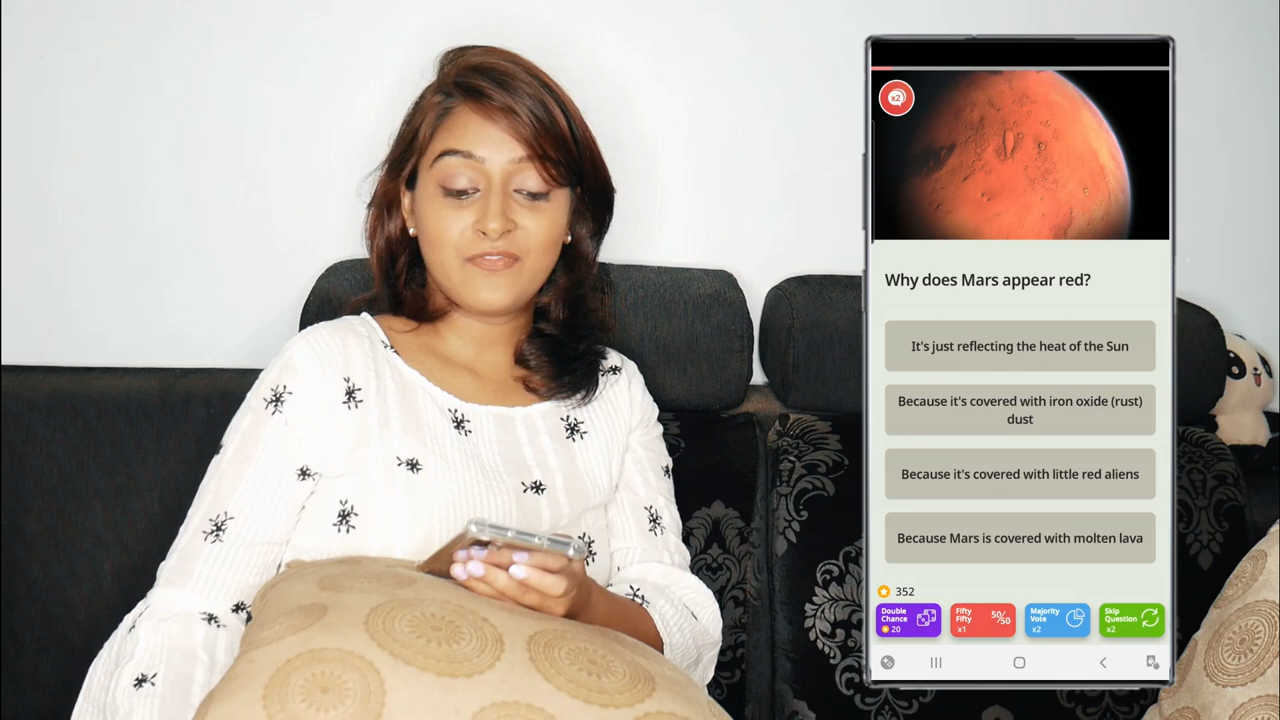 x2
Why does Mars appear red?
It's just reflecting the heat of the Sun
Because it's covered with iron oxide (rust)
dust
Because it's covered with little red aliens
Because Mars is covered with molten lava
352
Double
Chance
20
Fifty
Fifty
x1
50/50
Majority
Vote
x2
Skip
Question
x2